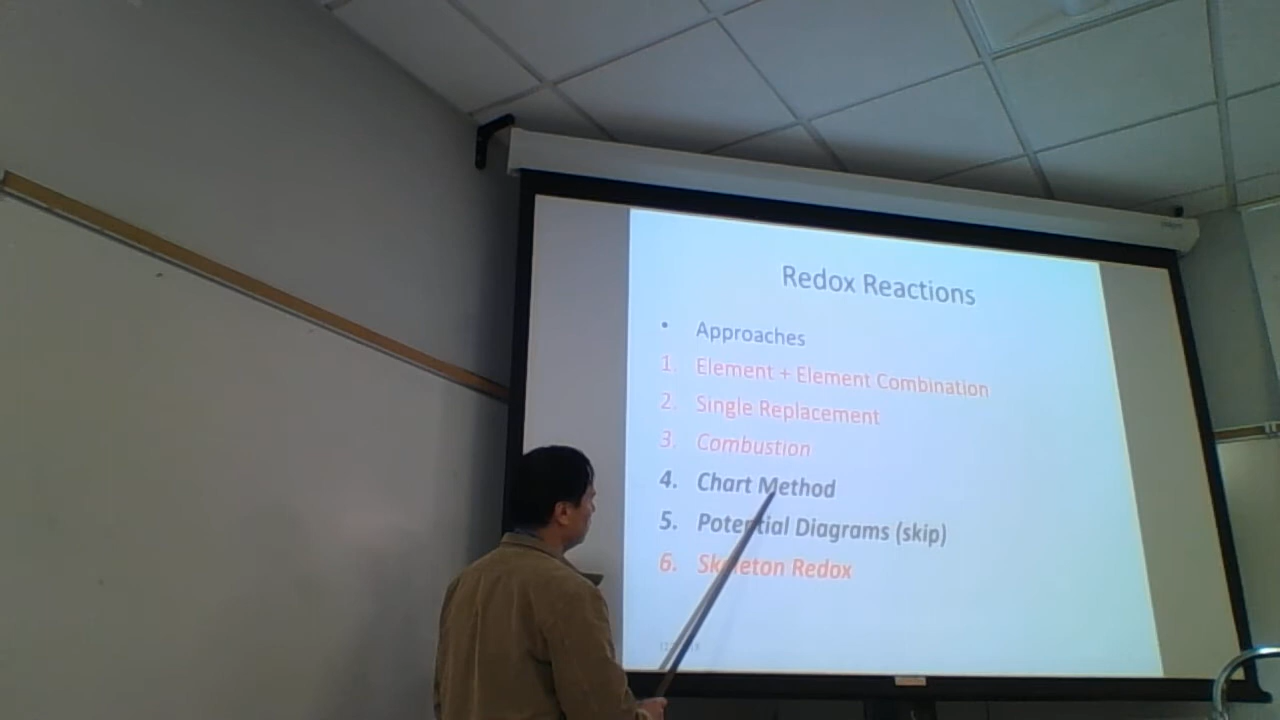 Redox Reactions
• Approaches
1. Element + Element Combination
2. Single Replacement
3. Combustion
4. Chart Method
5. Potential Diagrams (skip)
6. Skeleton Redox